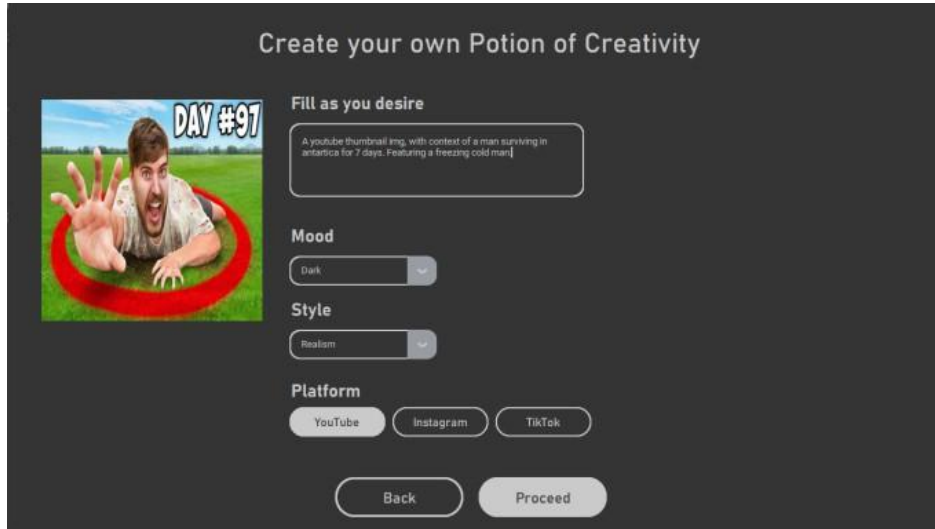 Create your own Potion of Creativity
DAY #97
Fill as you desire
A youtube thumbnail img, with context of a man surviving in
antartica for 7 days. Featuring a freezing cold man
Mood
Dark
Style
Realism
Platform
YouTube
Instagram
TikTok
Back
Proceed